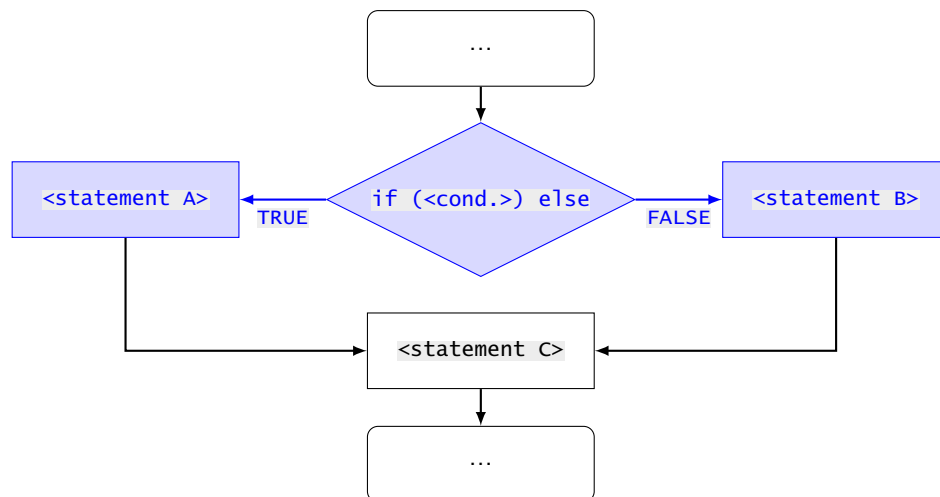 ...
if (<cond.>) else
<statement A>
TRUE
FALSE
<statement B>
<statement C>
...